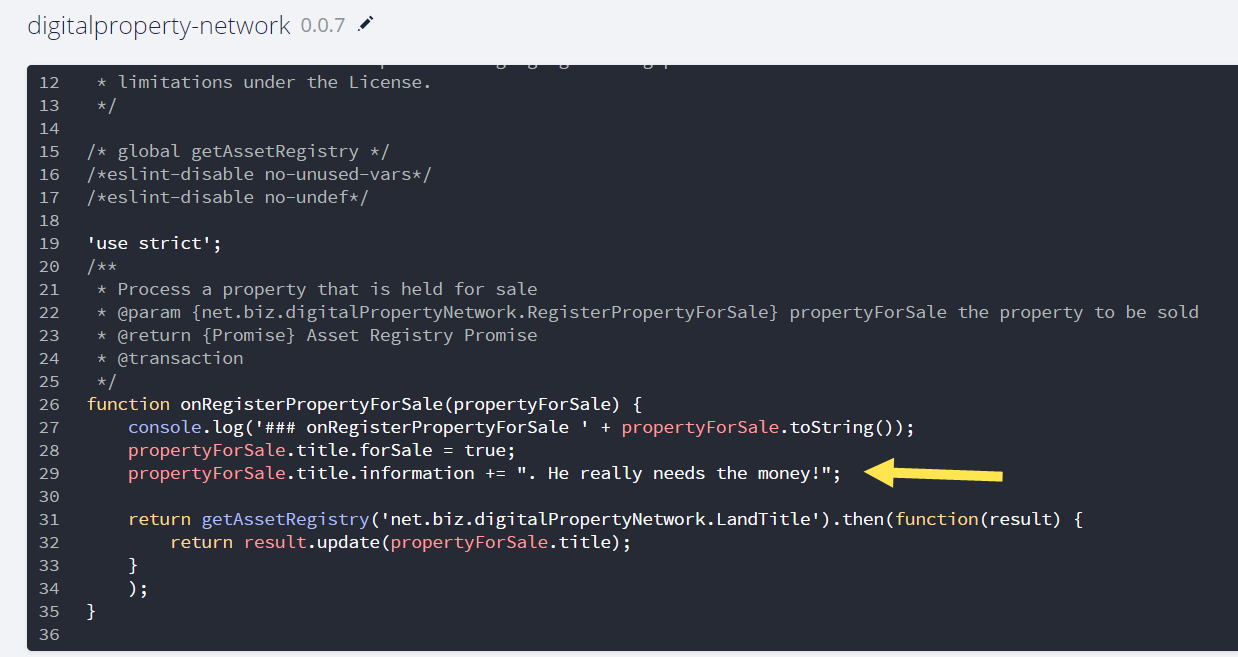 digitalproperty-network 0.0.7
12 * limitations under the License.
13 */
14
15 /* global getAssetRegistry */
16 /*eslint-disable no-unused-vars*/
17 /*eslint-disable no-undef*/
18
19 'use strict';
20 /**
21 * Process a property that is held for sale
22 * @param {net.biz.digitalPropertyNetwork.RegisterPropertyForSale} propertyForSale the property to be sold
23 * @return {Promise} Asset Registry Promise
24 * @transaction
25 */
26 function onRegisterPropertyForSale(propertyForSale) {
27 console.log('### onRegisterPropertyForSale ' + propertyForSale.toString());
28 propertyForSale.title.forSale = true;
29 propertyForSale.title.information += ". He really needs the money!";
30
31 return getAssetRegistry('net.biz.digitalPropertyNetwork.LandTitle').then(function(result) {
32 return result.update(propertyForSale.title);
33 }
34 );
35 }
36